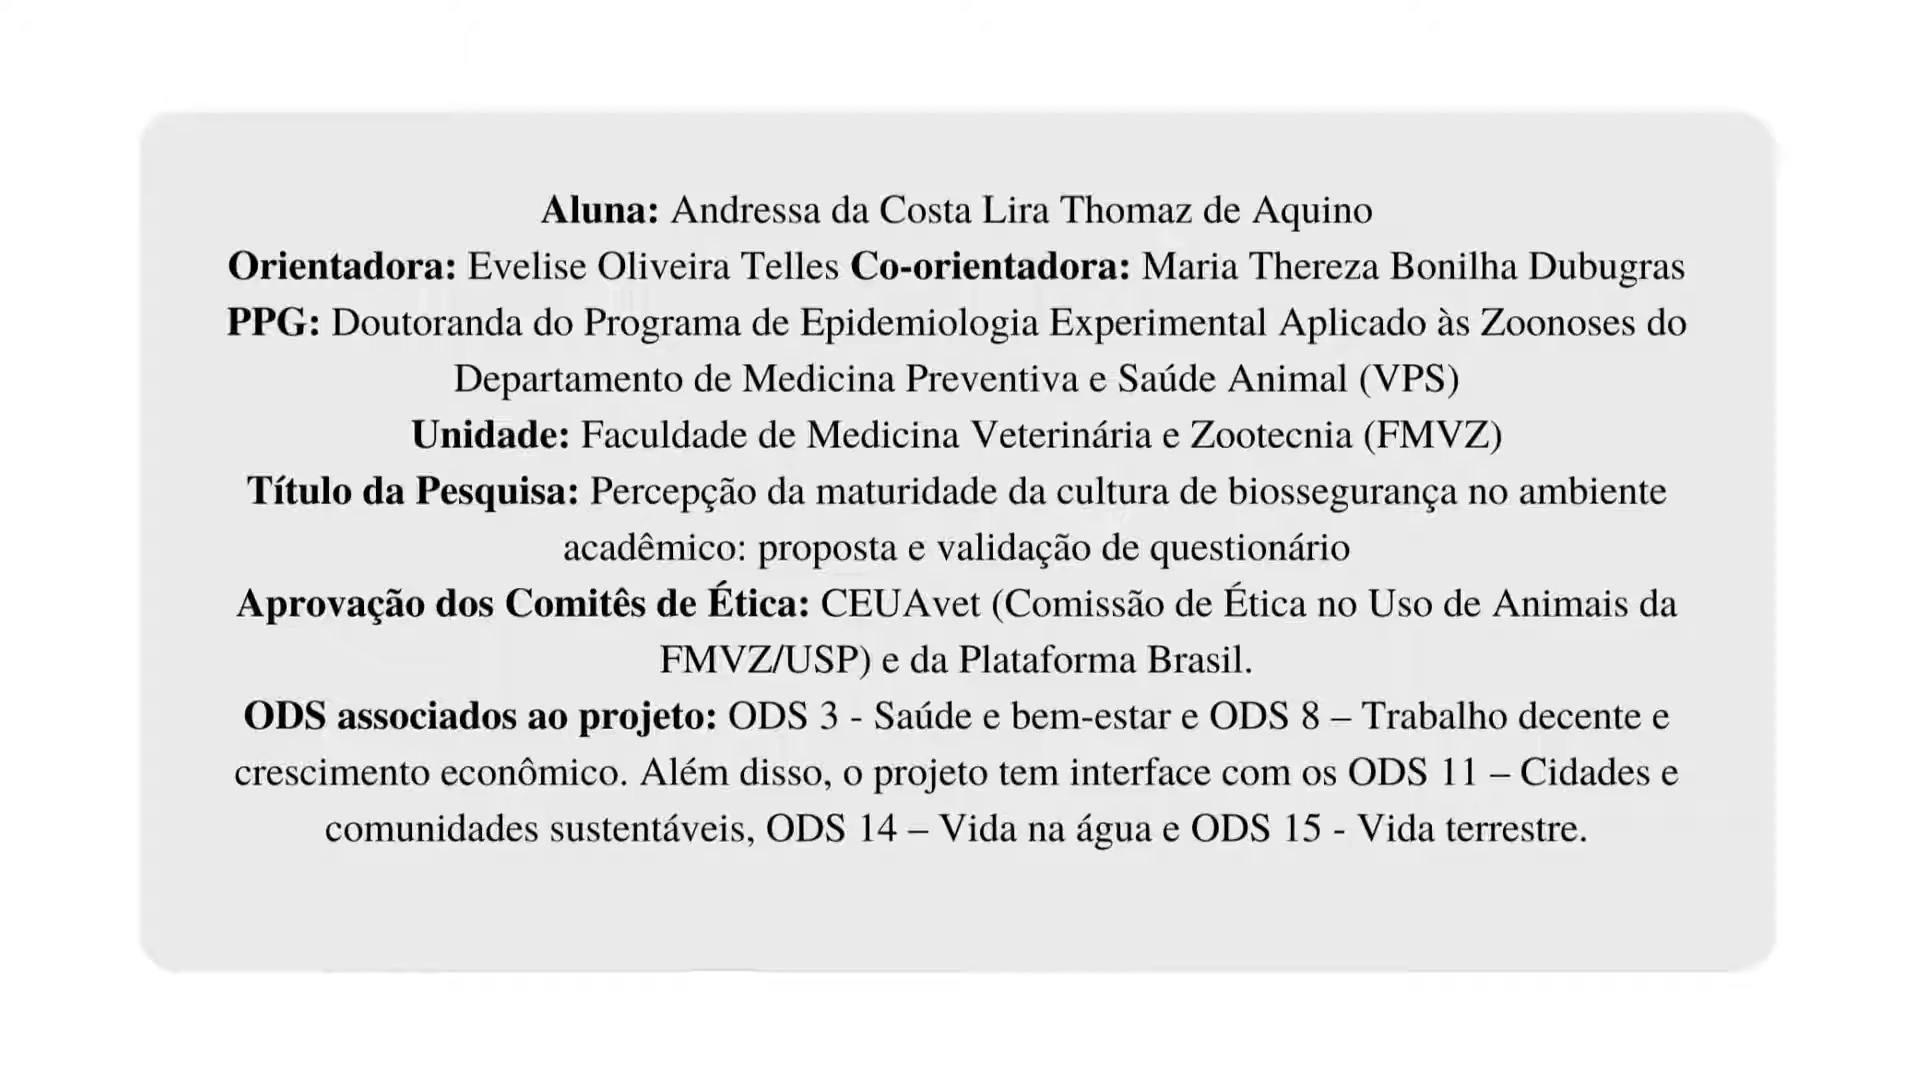 Aluna: Andressa da Costa Lira Thomaz de Aquino
Orientadora: Evelise Oliveira Telles Co-orientadora: Maria Thereza Bonilha Dubugras
PPG: Doutoranda do Programa de Epidemiologia Experimental Aplicado às Zoonoses do
Departamento de Medicina Preventiva e Saúde Animal (VPS)
Unidade: Faculdade de Medicina Veterinária e Zootecnia (FMVZ)
Título da Pesquisa: Percepção da maturidade da cultura de biossegurança no ambiente
acadêmico: proposta e validação de questionário
Aprovação dos Comitês de Ética: CEUAvet (Comissão de Ética no Uso de Animais da
FMVZ/USP) e da Plataforma Brasil.
ODS associados ao projeto: ODS 3 - Saúde e bem-estar e ODS 8 – Trabalho decente e
crescimento econômico. Além disso, o projeto tem interface com os ODS 11 – Cidades e
comunidades sustentáveis, ODS 14 – Vida na água e ODS 15 - Vida terrestre.